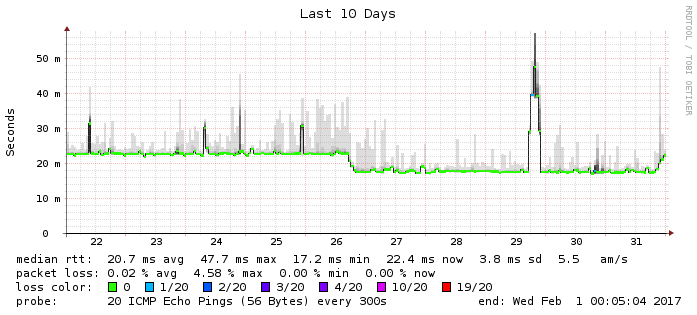 Last 10 Days
RRDTOOL / TOBI OETIKER
Seconds
50 m
40 m
30 m
20 m
10 m
0
22 23 24 25 26 27 28 29 30 31
median rtt: 20.7 ms avg 47.7 ms max 17.2 ms min 22.4 ms now 3.8 ms sd 5.5 am/s
packet loss: 0.02 % avg 4.58 % max 0.00 % min 0.00 % now
loss color: 0 1/20 2/20 3/20 4/20 10/20 19/20
probe: 20 ICMP Echo Pings (56 Bytes) every 300s end: Wed Feb 1 00:05:04 2017